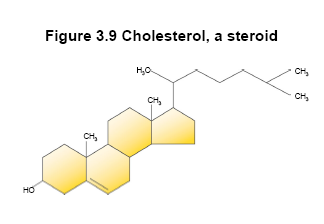 Figure 3.9 Cholesterol, a steroid
H₃C
CH₃
CH₃
CH₃
CH₃
HO